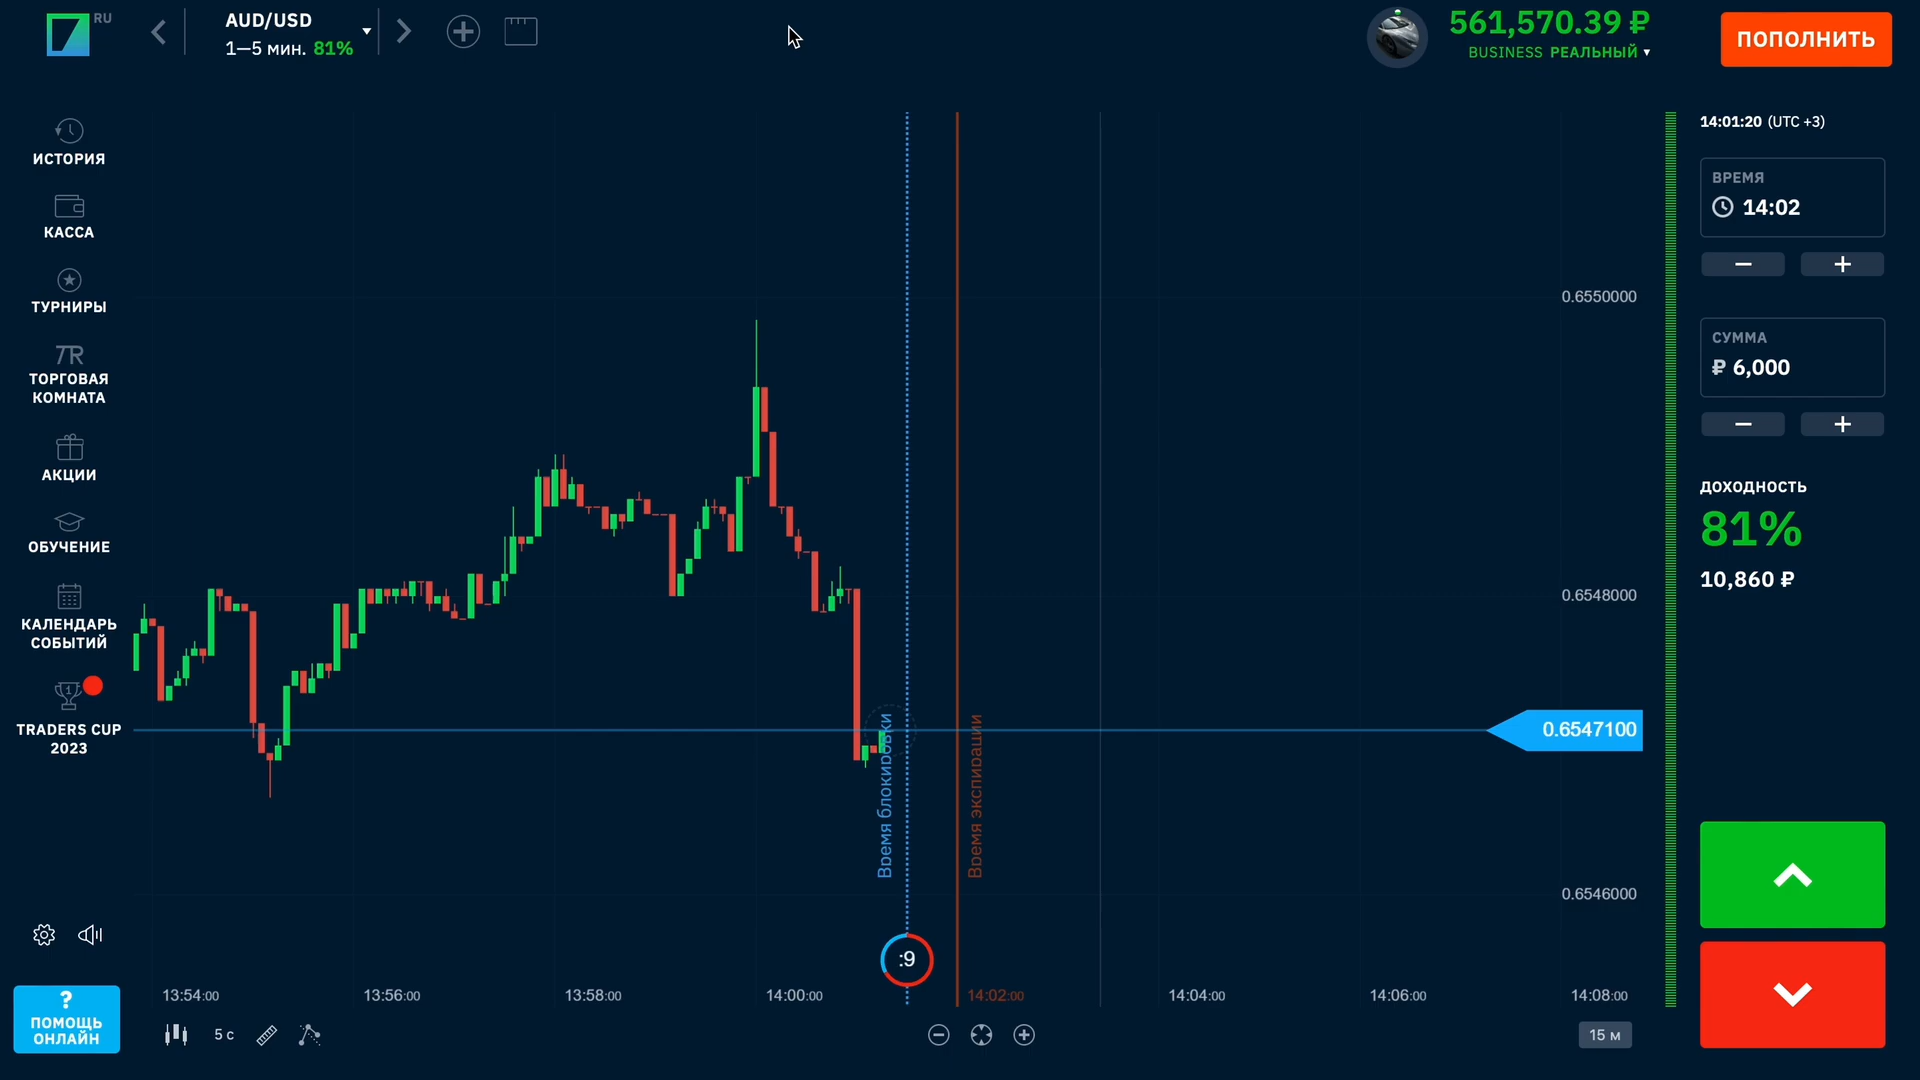 RU
AUD/USD
1—5 мин. 81%
561,570.39 ₽
BUSINESS РЕАЛЬНЫЙ
ПОПОЛНИТЬ
ИСТОРИЯ
КАССА
ТУРНИРЫ
TR
ТОРГОВАЯ
КОМНАТА
АКЦИИ
ОБУЧЕНИЕ
КАЛЕНДАРЬ
СОБЫТИЙ
1
TRADERS CUP
2023
?
ПОМОЩЬ
ОНЛАЙН
0.6550000
0.6548000
0.6547100
0.6546000
Время блокировки
Время экспирации
:9
13:54:00
13:56:00
13:58:00
14:00:00
14:02:00
14:04:00
14:06:00
14:08:00
5 с
15 м
14:01:20 (UTC +3)
ВРЕМЯ
14:02
СУММА
₽ 6,000
ДОХОДНОСТЬ
81%
10,860 ₽